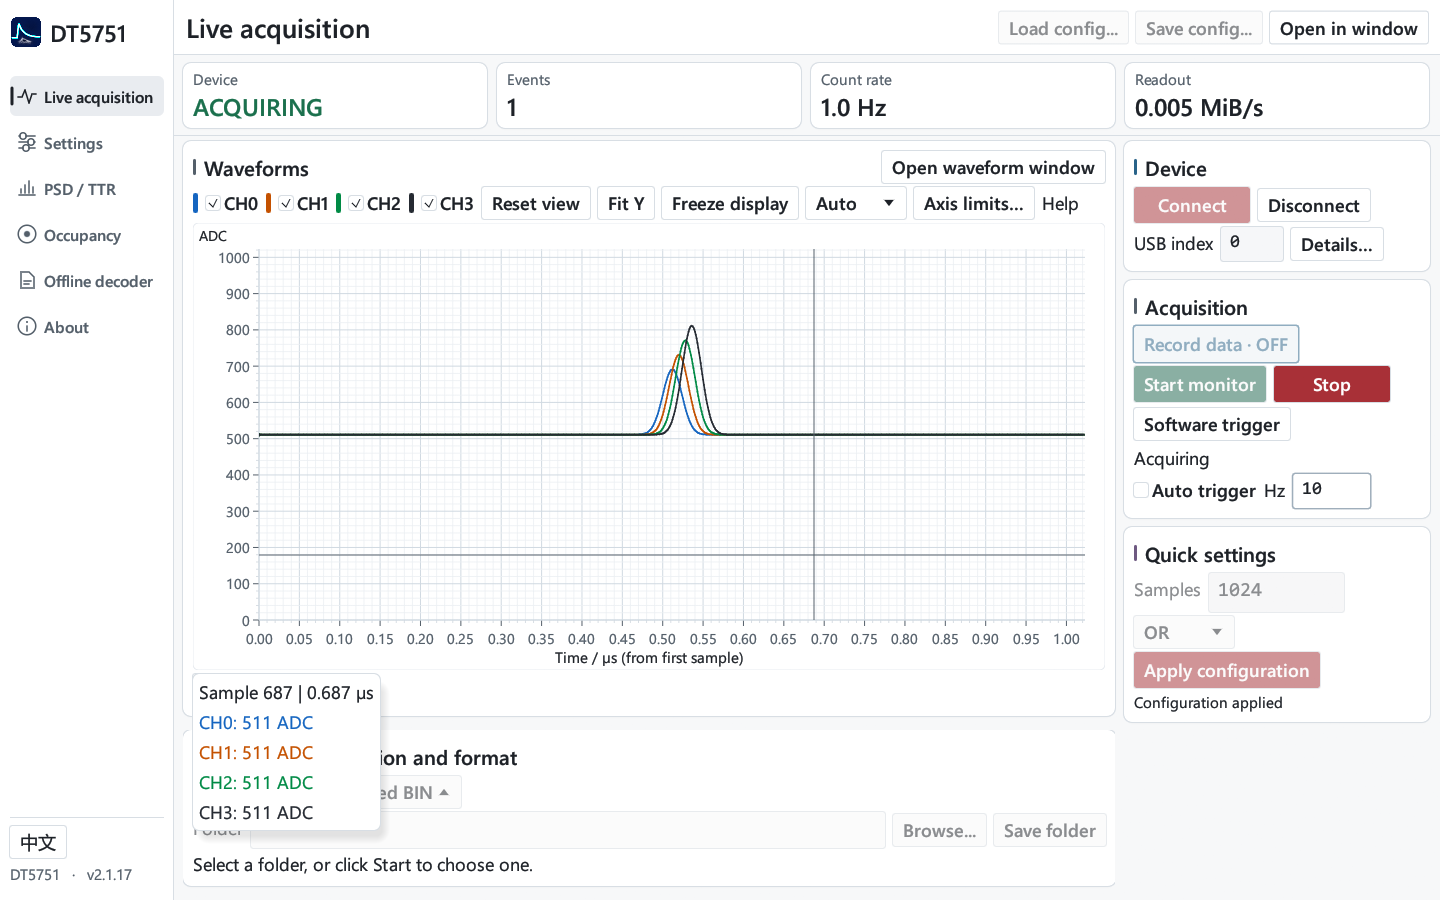 DT5751
Live acquisition
Load config...
Save config...
Open in window
Live acquisition
Settings
PSD / TTR
Occupancy
Offline decoder
About
中文
DT5751 · v2.1.17
Device
ACQUIRING
Events
1
Count rate
1.0 Hz
Readout
0.005 MiB/s
Waveforms
Open waveform window
CH0 CH1 CH2 CH3 Reset view Fit Y Freeze display Auto Axis limits... Help
ADC
1000
900
800
700
600
500
400
300
200
100
0
0.00 0.05 0.10 0.15 0.20 0.25 0.30 0.35 0.40 0.45 0.50 0.55 0.60 0.65 0.70 0.75 0.80 0.85 0.90 0.95 1.00
Time / µs (from first sample)
Sample 687 | 0.687 µs
CH0: 511 ADC
CH1: 511 ADC
CH2: 511 ADC
CH3: 511 ADC
ion and format
ed BIN
Folder
Browse...
Save folder
Select a folder, or click Start to choose one.
Device
Connect
Disconnect
USB index 0 Details...
Acquisition
Record data · OFF
Start monitor
Stop
Software trigger
Acquiring
Auto trigger Hz 10
Quick settings
Samples 1024
OR
Apply configuration
Configuration applied